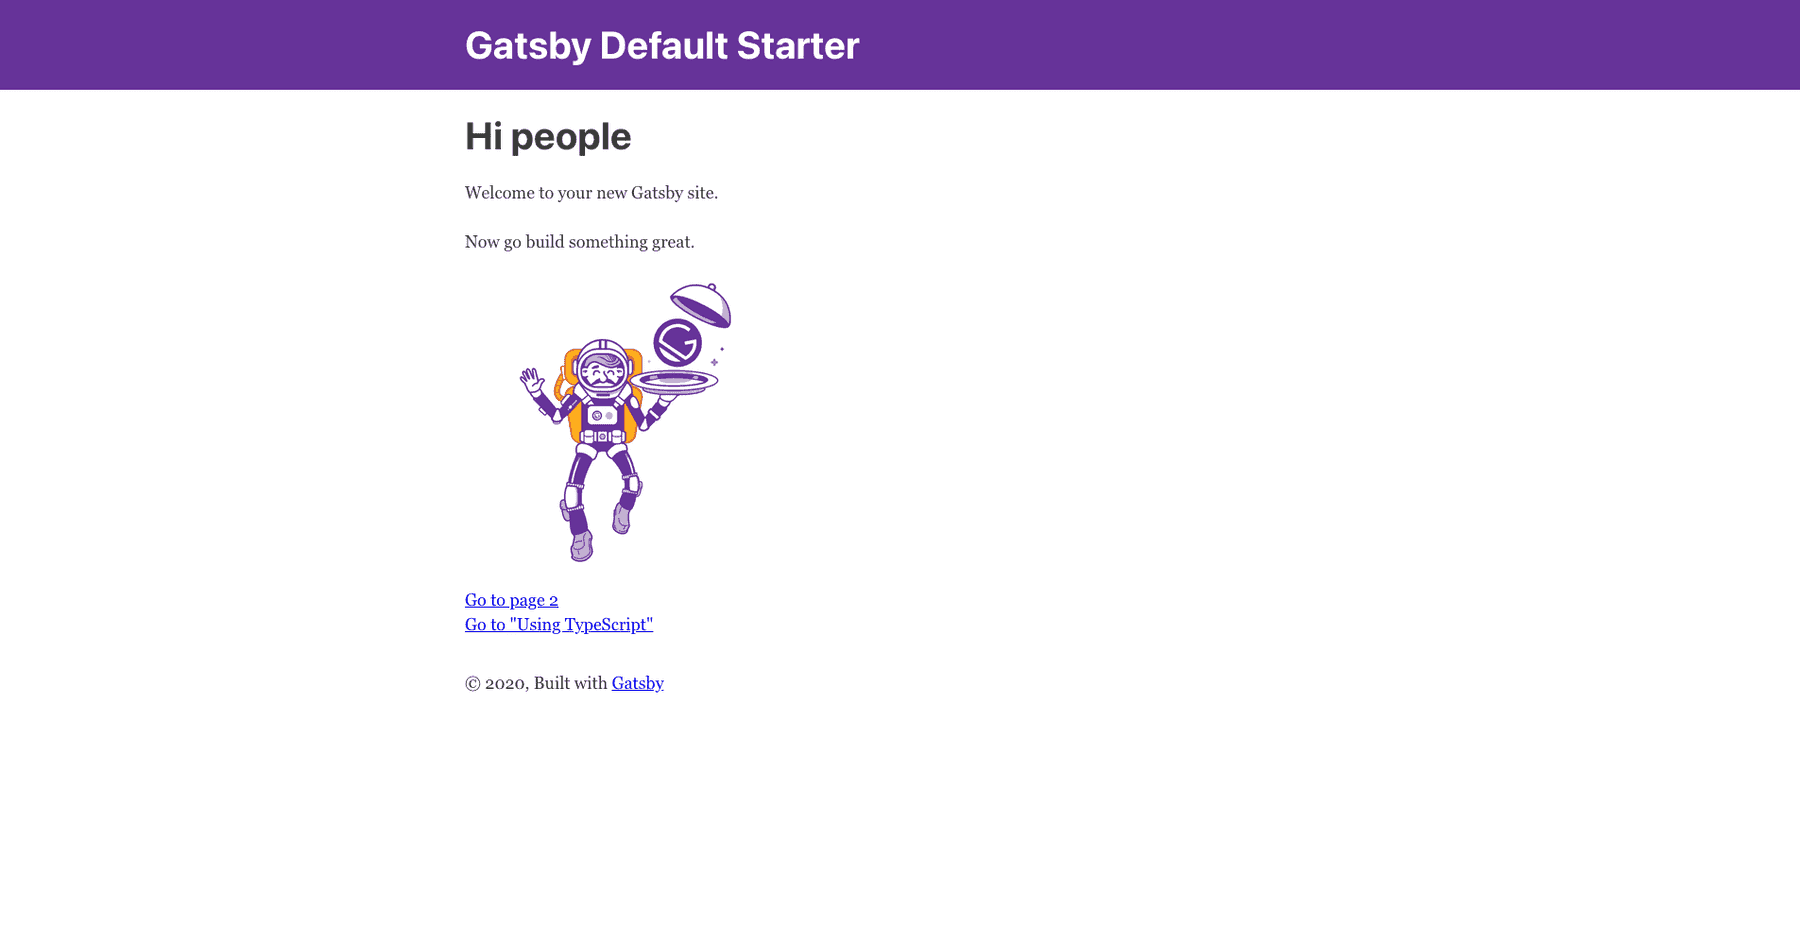 Gatsby Default Starter
Hi people
Welcome to your new Gatsby site.
Now go build something great.
Go to page 2
Go to "Using TypeScript"
© 2020, Built with Gatsby